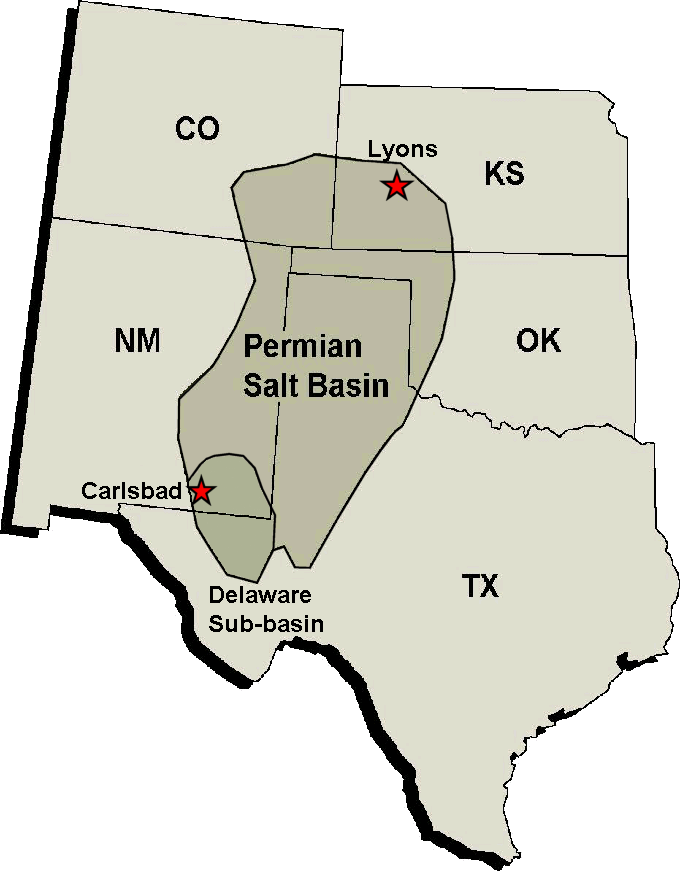 CO
Lyons
KS
NM
Permian
Salt Basin
OK
Carlsbad
Delaware
Sub-basin
TX